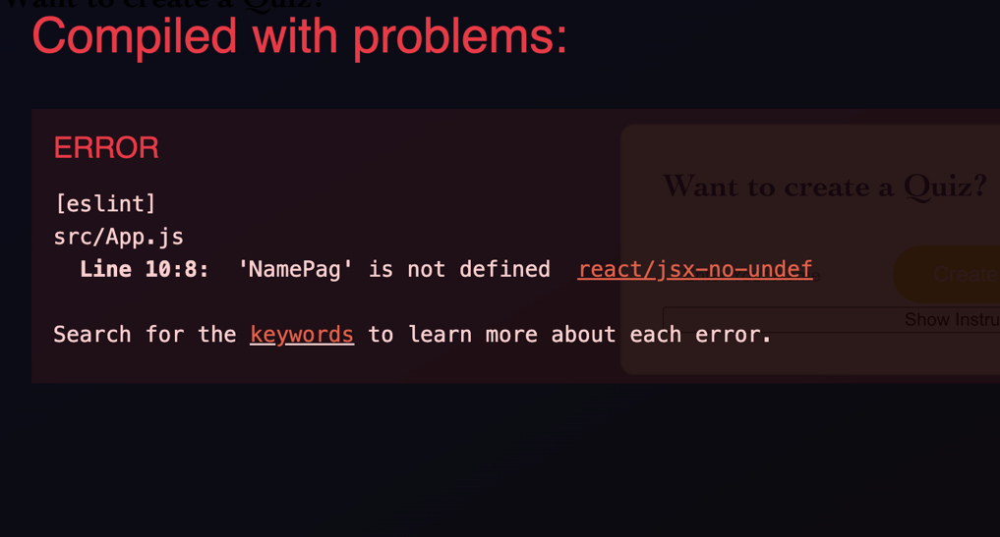 Want to create a Quiz?
Compiled with problems:
ERROR
[eslint]
src/App.js
Line 10:8: 'NamePag' is not defined react/jsx-no-undef
Search for the keywords to learn more about each error.
Want to create a Quiz?
Create
Show Instru